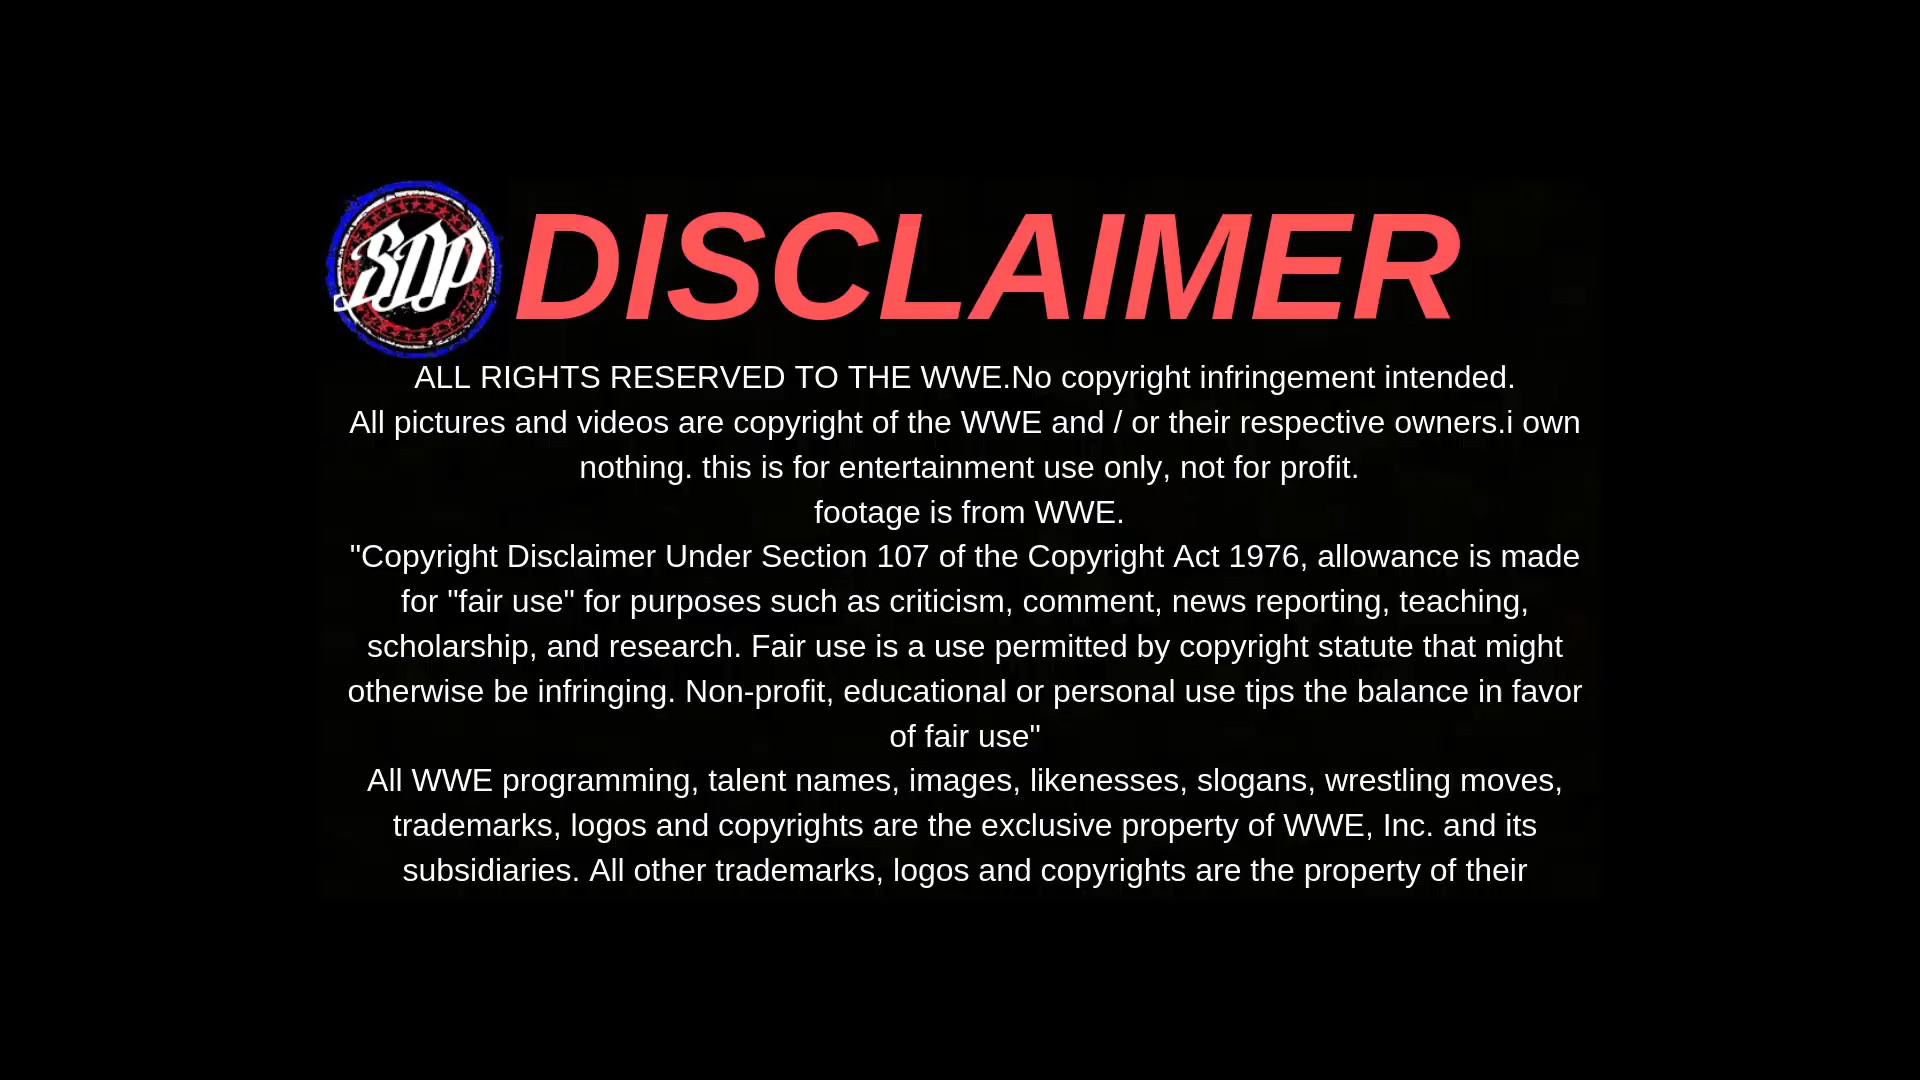 SDP
DISCLAIMER
ALL RIGHTS RESERVED TO THE WWE.No copyright infringement intended.
All pictures and videos are copyright of the WWE and / or their respective owners.i own
nothing. this is for entertainment use only, not for profit.
footage is from WWE.
"Copyright Disclaimer Under Section 107 of the Copyright Act 1976, allowance is made
for "fair use" for purposes such as criticism, comment, news reporting, teaching,
scholarship, and research. Fair use is a use permitted by copyright statute that might
otherwise be infringing. Non-profit, educational or personal use tips the balance in favor
of fair use"
All WWE programming, talent names, images, likenesses, slogans, wrestling moves,
trademarks, logos and copyrights are the exclusive property of WWE, Inc. and its
subsidiaries. All other trademarks, logos and copyrights are the property of their